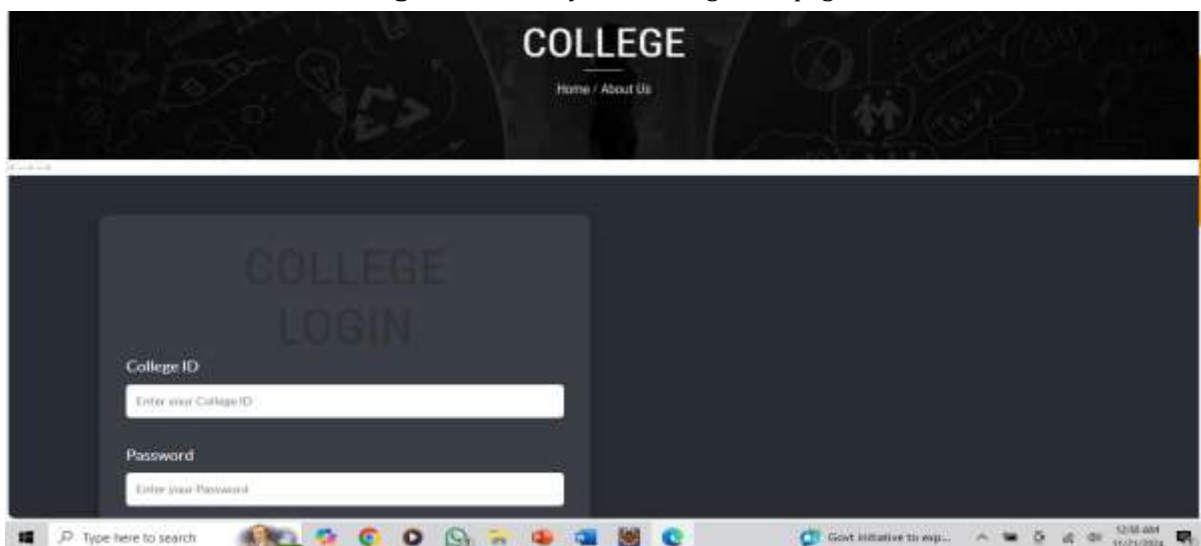 COLLEGE
Home / About Us
COLLEGE
LOGIN
College ID
Enter your College ID
Password
Enter your Password
Type here to search
Govt initiative to exp...